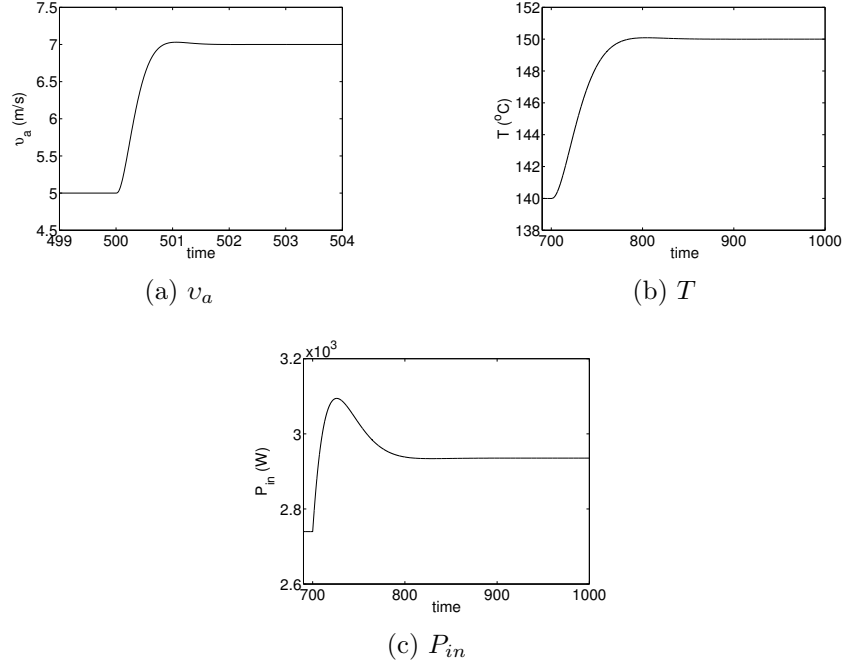 7.5
7
6.5
6
5.5
5
4.5
499 500 501 502 503 504
time
υa (m/s)
(a) υa
152
150
148
146
144
142
140
138
700 800 900 1000
time
T (oC)
(b) T
x103
3.2
3
2.8
2.6
700 800 900 1000
time
Pin (W)
(c) Pin